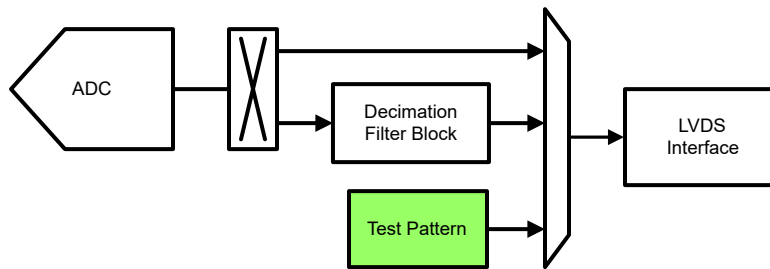 ADC
Decimation
Filter Block
LVDS
Interface
Test Pattern